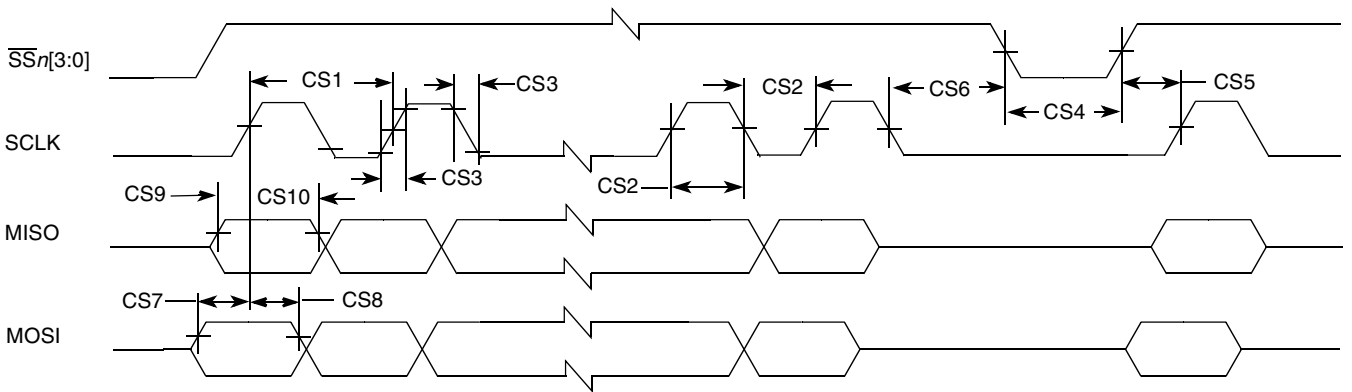 SSn[3:0]
CS1
CS3
CS2
CS6
CS5
CS4
SCLK
CS3
CS2
CS9
CS10
MISO
CS7
CS8
MOSI